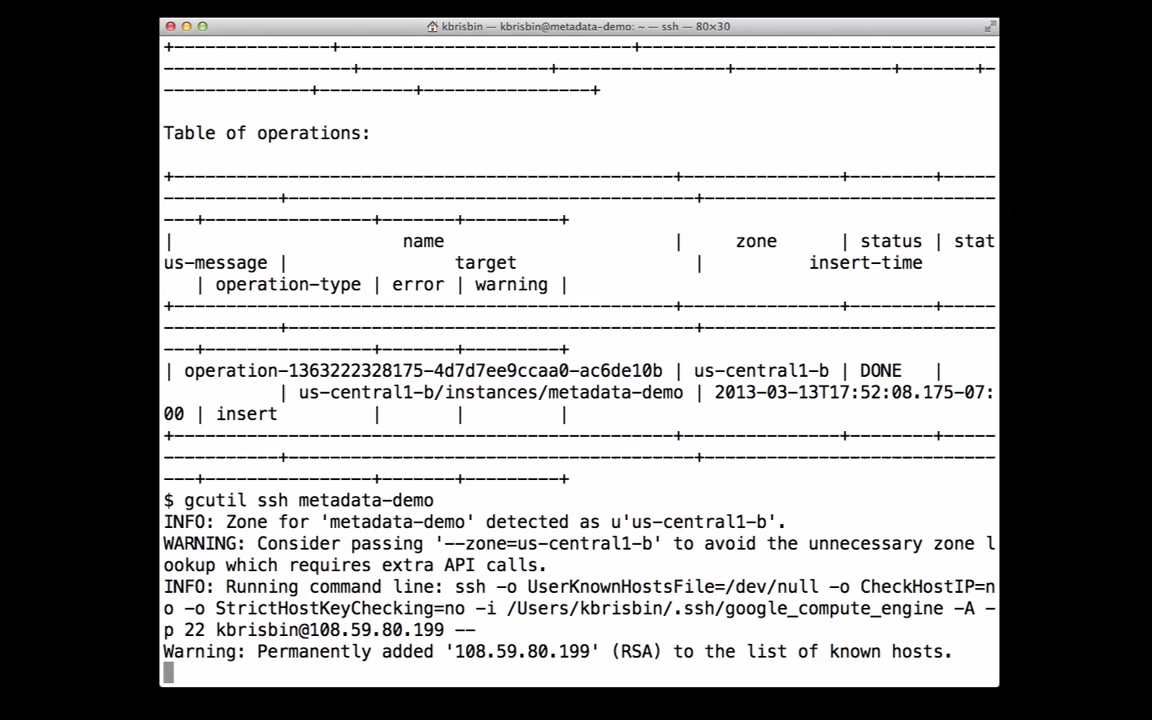 kbrisbin — kbrisbin@metadata-demo: ~ — ssh — 80×30
+---------------+----------------------------+----------------------------------
------------------+------------------+----------------+---------------+-------+-
--------------+---------+----------------+
Table of operations:
+------------------------------------------------+---------------+--------+-----
-----------+---------------------------------------+----------------------------
---+----------------+-------+---------+
|                      name                      |     zone      | status | stat
us-message |                target                 |          insert-time
   | operation-type | error | warning |
+------------------------------------------------+---------------+--------+-----
-----------+---------------------------------------+----------------------------
---+----------------+-------+---------+
| operation-1363222328175-4d7d7ee9ccaa0-ac6de10b | us-central1-b | DONE   |
           | us-central1-b/instances/metadata-demo | 2013-03-13T17:52:08.175-07:
00 | insert         |       |         |
+------------------------------------------------+---------------+--------+-----
-----------+---------------------------------------+----------------------------
---+----------------+-------+---------+
$ gcutil ssh metadata-demo
INFO: Zone for 'metadata-demo' detected as u'us-central1-b'.
WARNING: Consider passing '--zone=us-central1-b' to avoid the unnecessary zone l
ookup which requires extra API calls.
INFO: Running command line: ssh -o UserKnownHostsFile=/dev/null -o CheckHostIP=n
o -o StrictHostKeyChecking=no -i /Users/kbrisbin/.ssh/google_compute_engine -A -
p 22 kbrisbin@108.59.80.199 --
Warning: Permanently added '108.59.80.199' (RSA) to the list of known hosts.